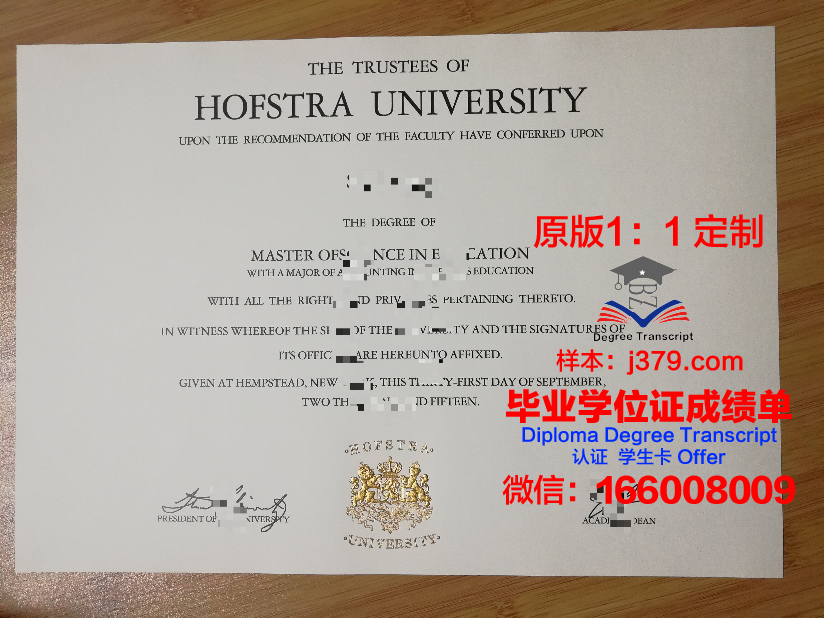 THE TRUSTEES OF
HOFSTRA UNIVERSITY
UPON THE RECOMMENDATION OF THE FACULTY HAVE CONFERRED UPON
THE DEGREE OF
MASTER OF IN
WITH A MAJOR OF EDUCATION
WITH ALL THE PERTAINING THERETO.
IN WITNESS WHEREOF THE OF THE AND THE SIGNATURES OF
ITS ARE HEREUNTO AFFIXED.
GIVEN AT HEMPSTEAD, NEW THIS DAY OF SEPTEMBER,
TWO FIFTEEN.
·HOFSTRA·
·UNIVERSITY·
PRESIDENT OF
原版1：1定制
Degree Transcript
样本：j379.com
毕业学位证成绩单
Diploma Degree Transcript
认证 学生卡 Offer
微信：166008009